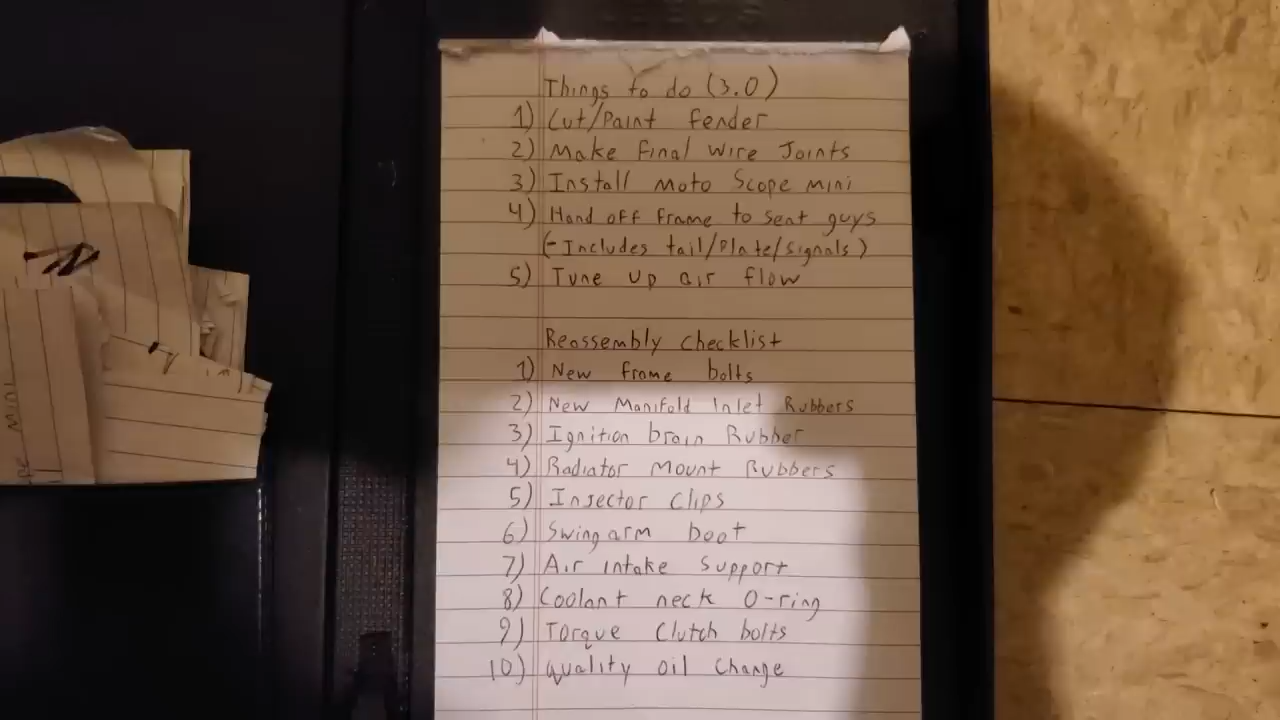 Things to do (3.0)
1) Cut/Paint fender
2) Make final wire Joints
3) Install Moto Scope mini
4) Hand off frame to seat guys
(-Includes tail/Plate/signals)
5) Tune up air flow
Reassembly checklist
1) New frame bolts
2) New Manifold Inlet Rubbers
3) Ignition brain Rubber
4) Radiator Mount Rubbers
5) Injector Clips
6) Swingarm boot
7) Air intake support
8) Coolant neck O-ring
9) Torque Clutch bolts
10) Quality oil change